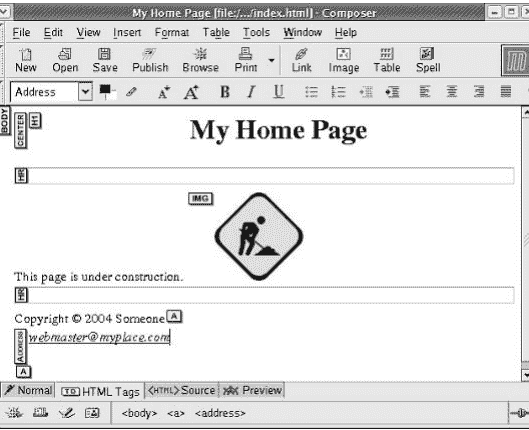 My Home Page [file:/.../index.html] - Composer
File Edit View Insert Format Table Tools Window Help
New Open Save Publish Browse Print Link Image Table Spell
Address A A B I U
BODY CENTER H1 My Home Page
HR
IMG
This page is under construction.
HR
Copyright © 2004 Someone A
ADDRESS webmaster@myplace.com
A
Normal TD HTML Tags <HTML> Source Preview
<body> <a> <address>